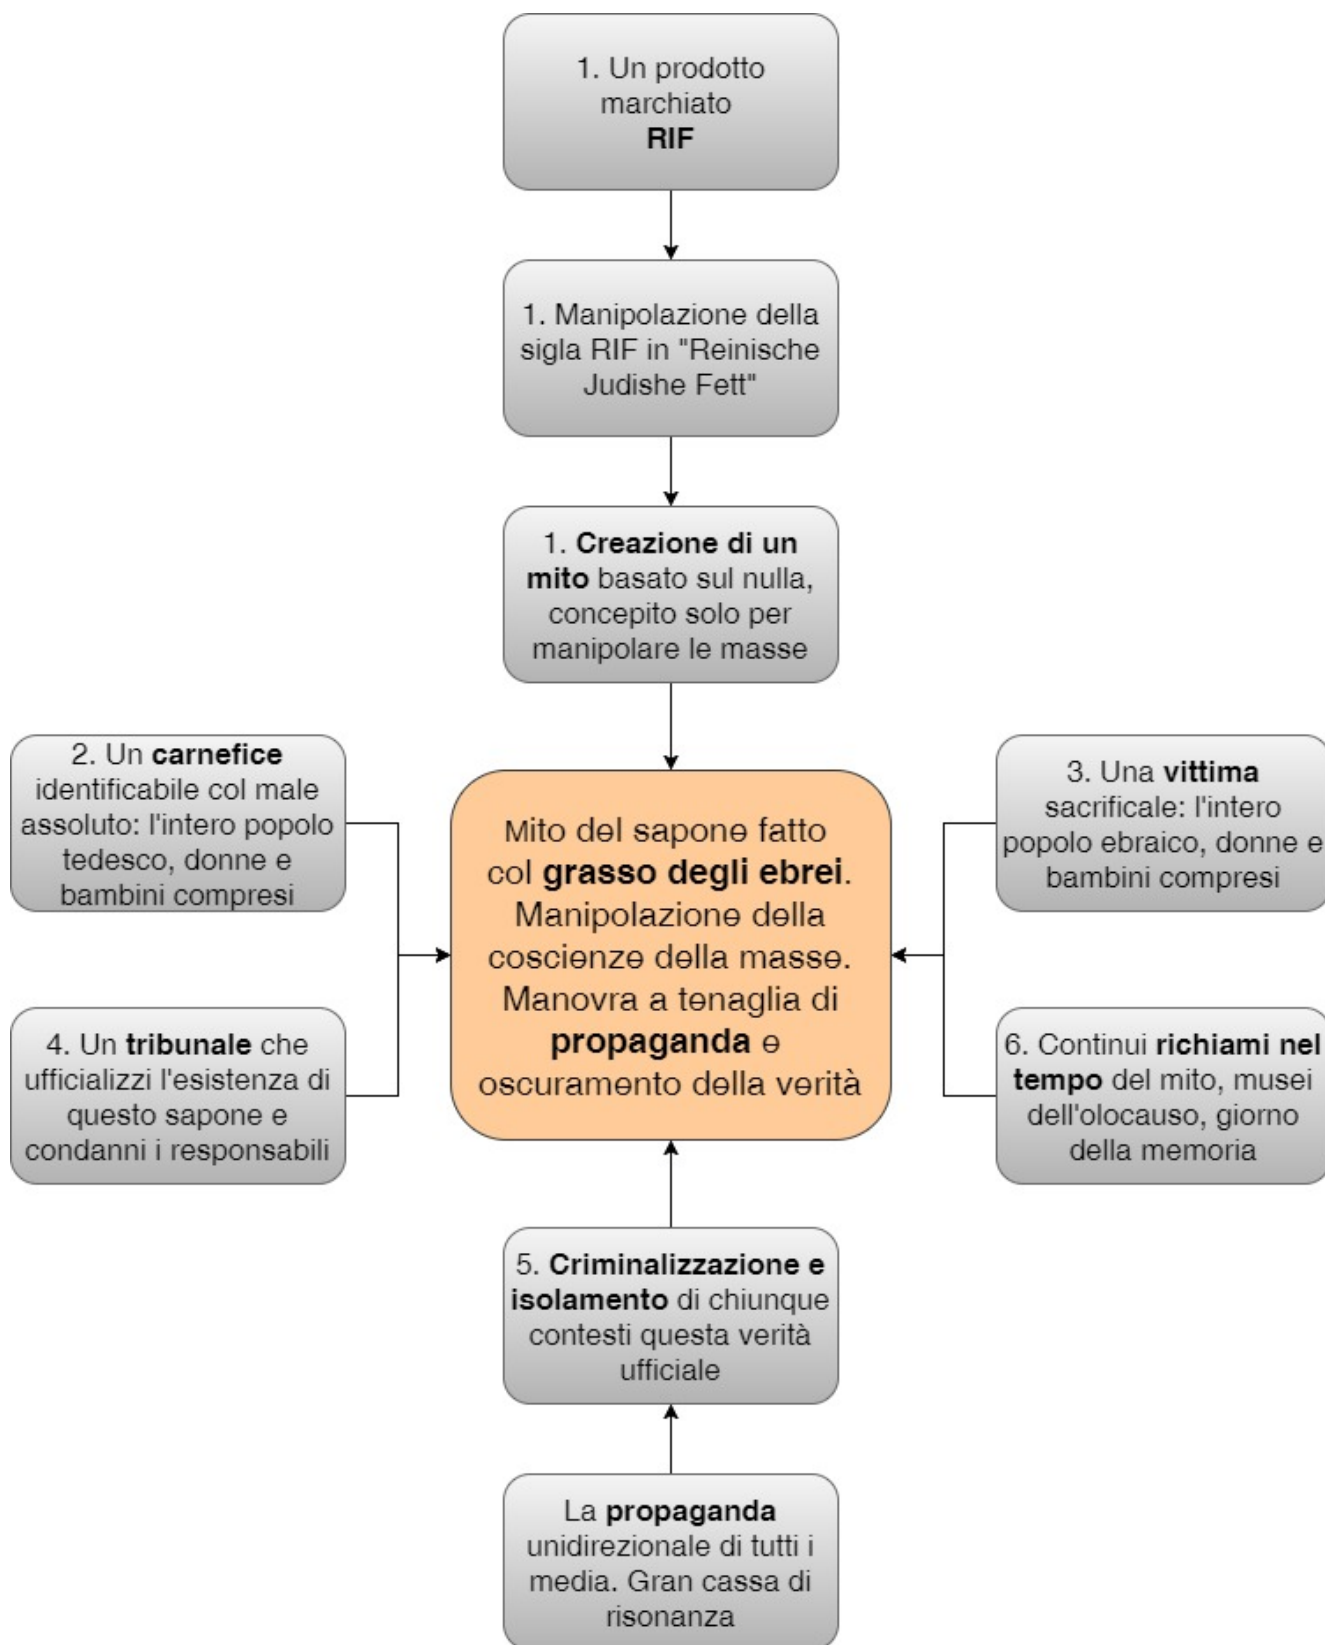 1. Un prodotto
marchiato
RIF
1. Manipolazione della
sigla RIF in "Reinische
Judishe Fett"
1. Creazione di un
mito basato sul nulla,
concepito solo per
manipolare le masse
2. Un carnefice
identificabile col male
assoluto: l'intero popolo
tedesco, donne e
bambini compresi
3. Una vittima
sacrificale: l'intero
popolo ebraico, donne e
bambini compresi
Mito del sapone fatto
col grasso degli ebrei.
Manipolazione della
coscienze della masse.
Manovra a tenaglia di
propaganda e
oscuramento della verità
4. Un tribunale che
ufficializzi l'esistenza di
questo sapone e
condanni i responsabili
6. Continui richiami nel
tempo del mito, musei
dell'olocauso, giorno
della memoria
5. Criminalizzazione e
isolamento di chiunque
contesti questa verità
ufficiale
La propaganda
unidirezionale di tutti i
media. Gran cassa di
risonanza